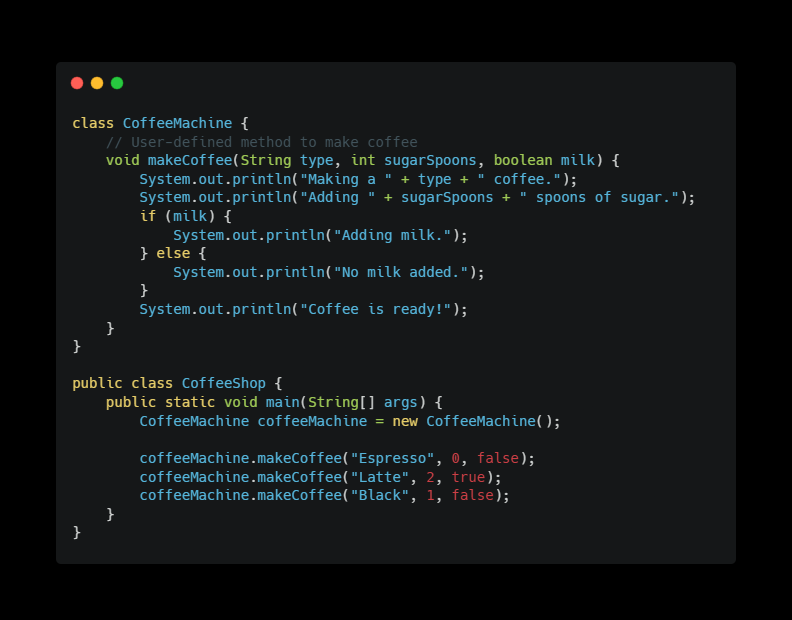 class CoffeeMachine {
    // User-defined method to make coffee
    void makeCoffee(String type, int sugarSpoons, boolean milk) {
        System.out.println("Making a " + type + " coffee.");
        System.out.println("Adding " + sugarSpoons + " spoons of sugar.");
        if (milk) {
            System.out.println("Adding milk.");
        } else {
            System.out.println("No milk added.");
        }
        System.out.println("Coffee is ready!");
    }
}

public class CoffeeShop {
    public static void main(String[] args) {
        CoffeeMachine coffeeMachine = new CoffeeMachine();

        coffeeMachine.makeCoffee("Espresso", 0, false);
        coffeeMachine.makeCoffee("Latte", 2, true);
        coffeeMachine.makeCoffee("Black", 1, false);
    }
}